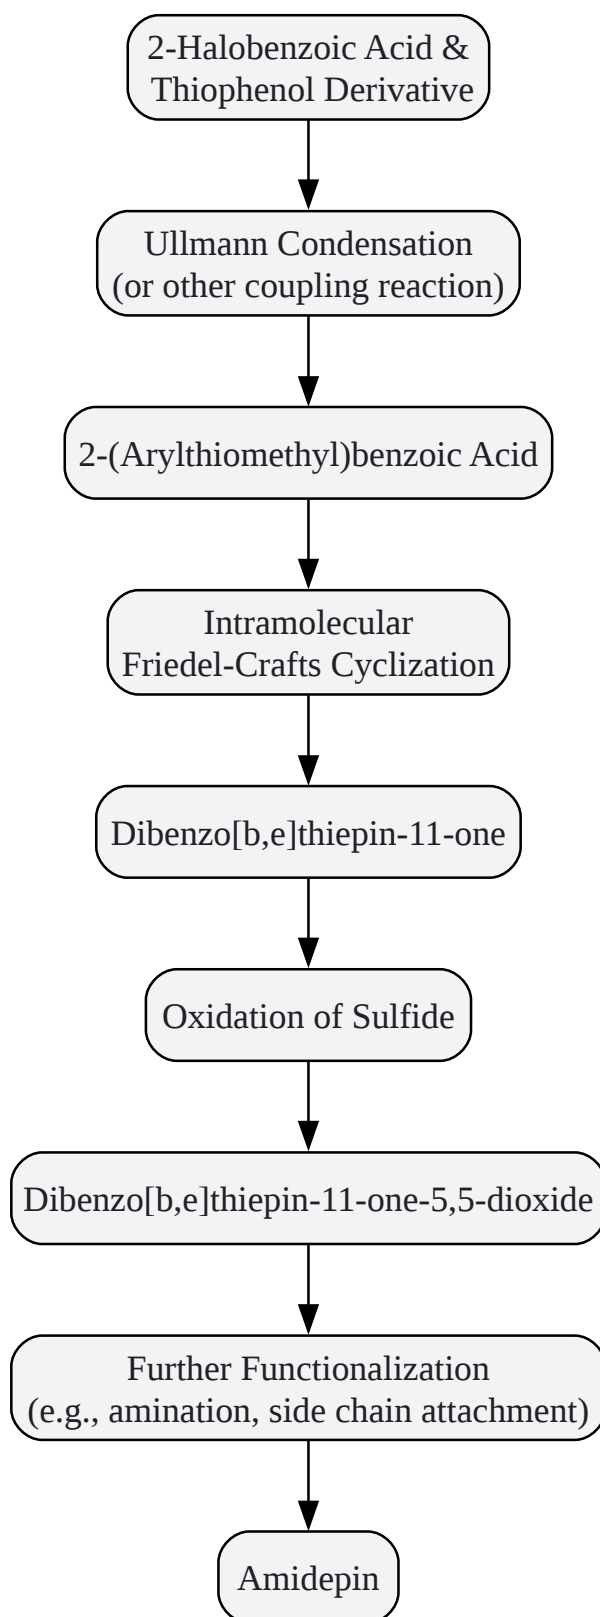 2-Halobenzoic Acid &
Thiophenol Derivative
Ullmann Condensation
(or other coupling reaction)
2-(Arylthiomethyl)benzoic Acid
Intramolecular
Friedel-Crafts Cyclization
Dibenzo[b,e]thiepin-11-one
Oxidation of Sulfide
Dibenzo[b,e]thiepin-11-one-5,5-dioxide
Further Functionalization
(e.g., amination, side chain attachment)
Amidepin